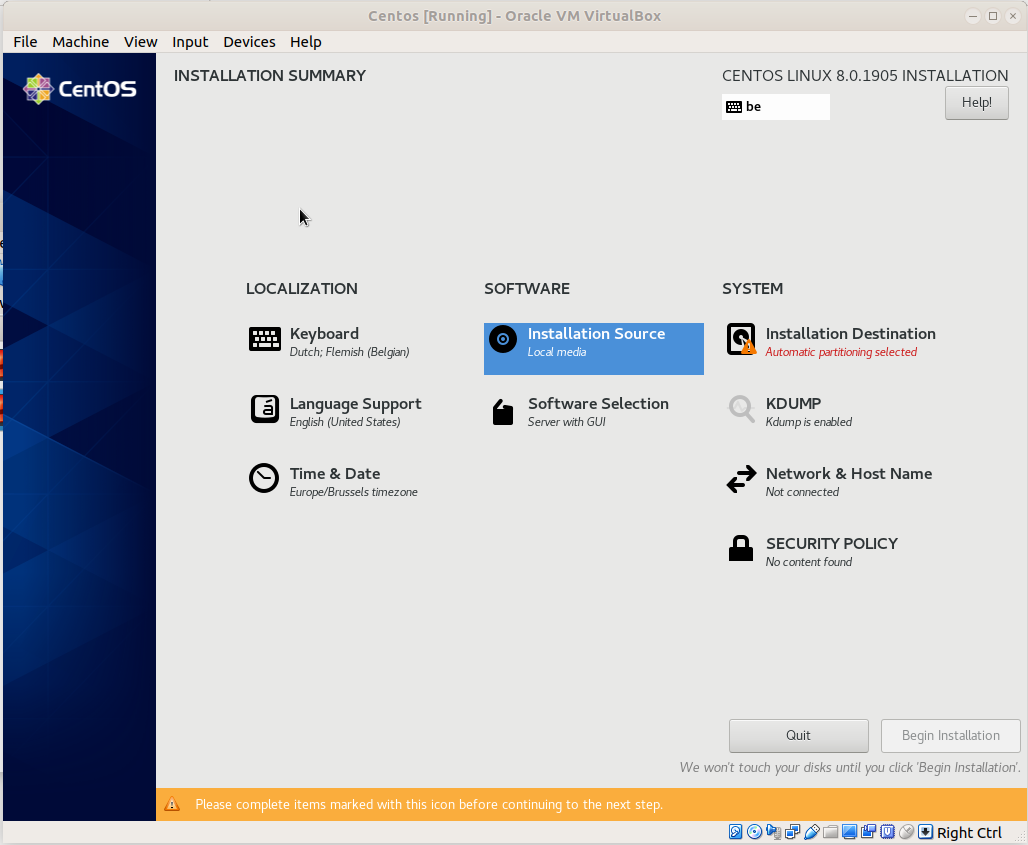 Centos [Running] - Oracle VM VirtualBox
File Machine View Input Devices Help
CentOS
INSTALLATION SUMMARY
CENTOS LINUX 8.0.1905 INSTALLATION
be
Help!
LOCALIZATION
Keyboard
Dutch; Flemish (Belgian)
Language Support
English (United States)
Time & Date
Europe/Brussels timezone
SOFTWARE
Installation Source
Local media
Software Selection
Server with GUI
SYSTEM
Installation Destination
Automatic partitioning selected
KDUMP
Kdump is enabled
Network & Host Name
Not connected
SECURITY POLICY
No content found
Quit
Begin Installation
We won't touch your disks until you click 'Begin Installation'.
Please complete items marked with this icon before continuing to the next step.
Right Ctrl